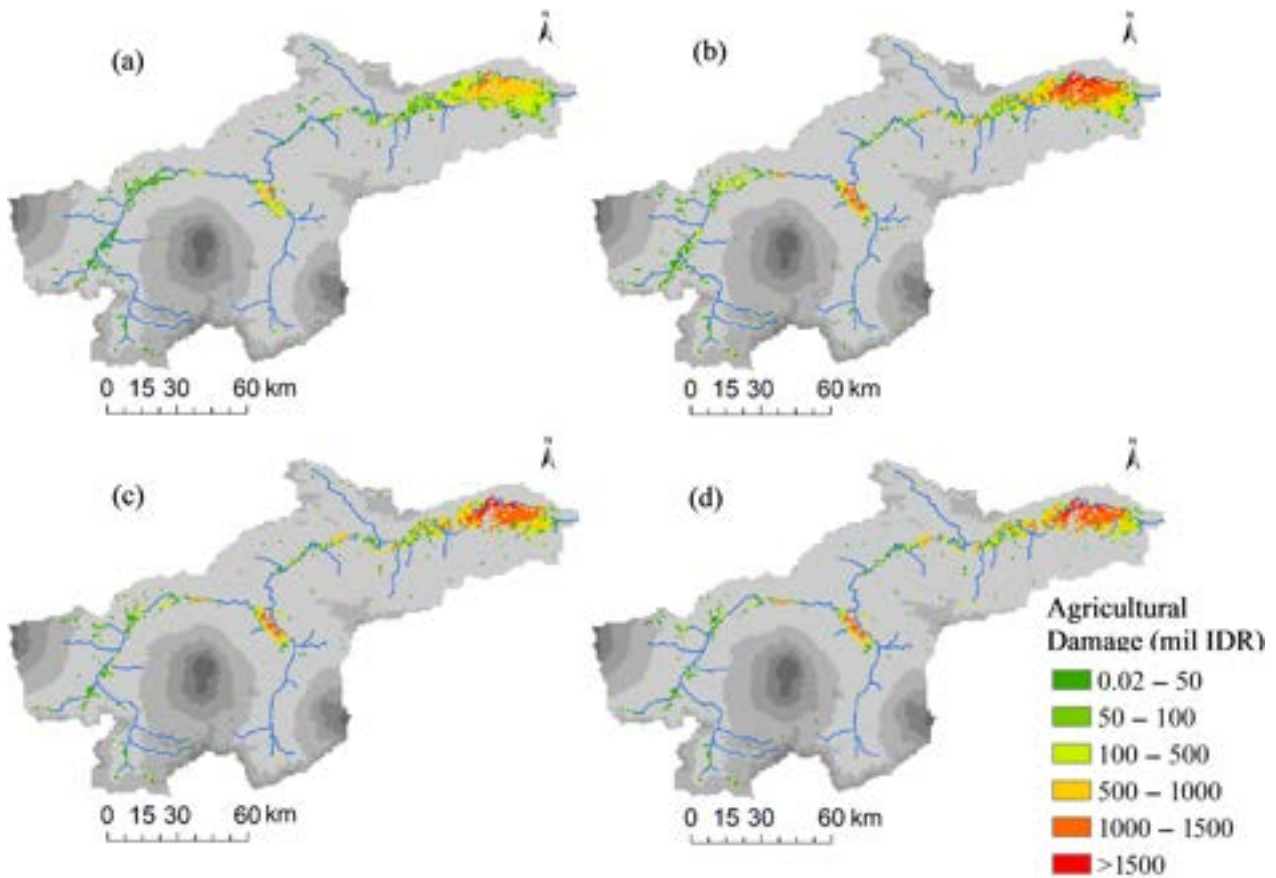 N
N
(a)
(b)
0 15 30 60 km
0 15 30 60 km
N
N
(c)
(d)
Agricultural
Damage (mil IDR)
0.02 – 50
50 – 100
100 – 500
500 – 1000
1000 – 1500
>1500
0 15 30 60 km
0 15 30 60 km